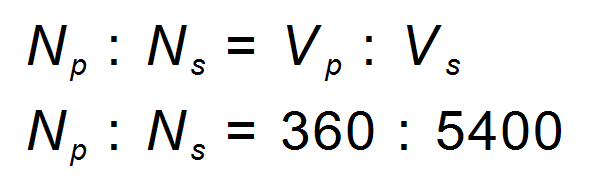 Nₚ : Nₛ = Vₚ : Vₛ
Nₚ : Nₛ = 360 : 5400